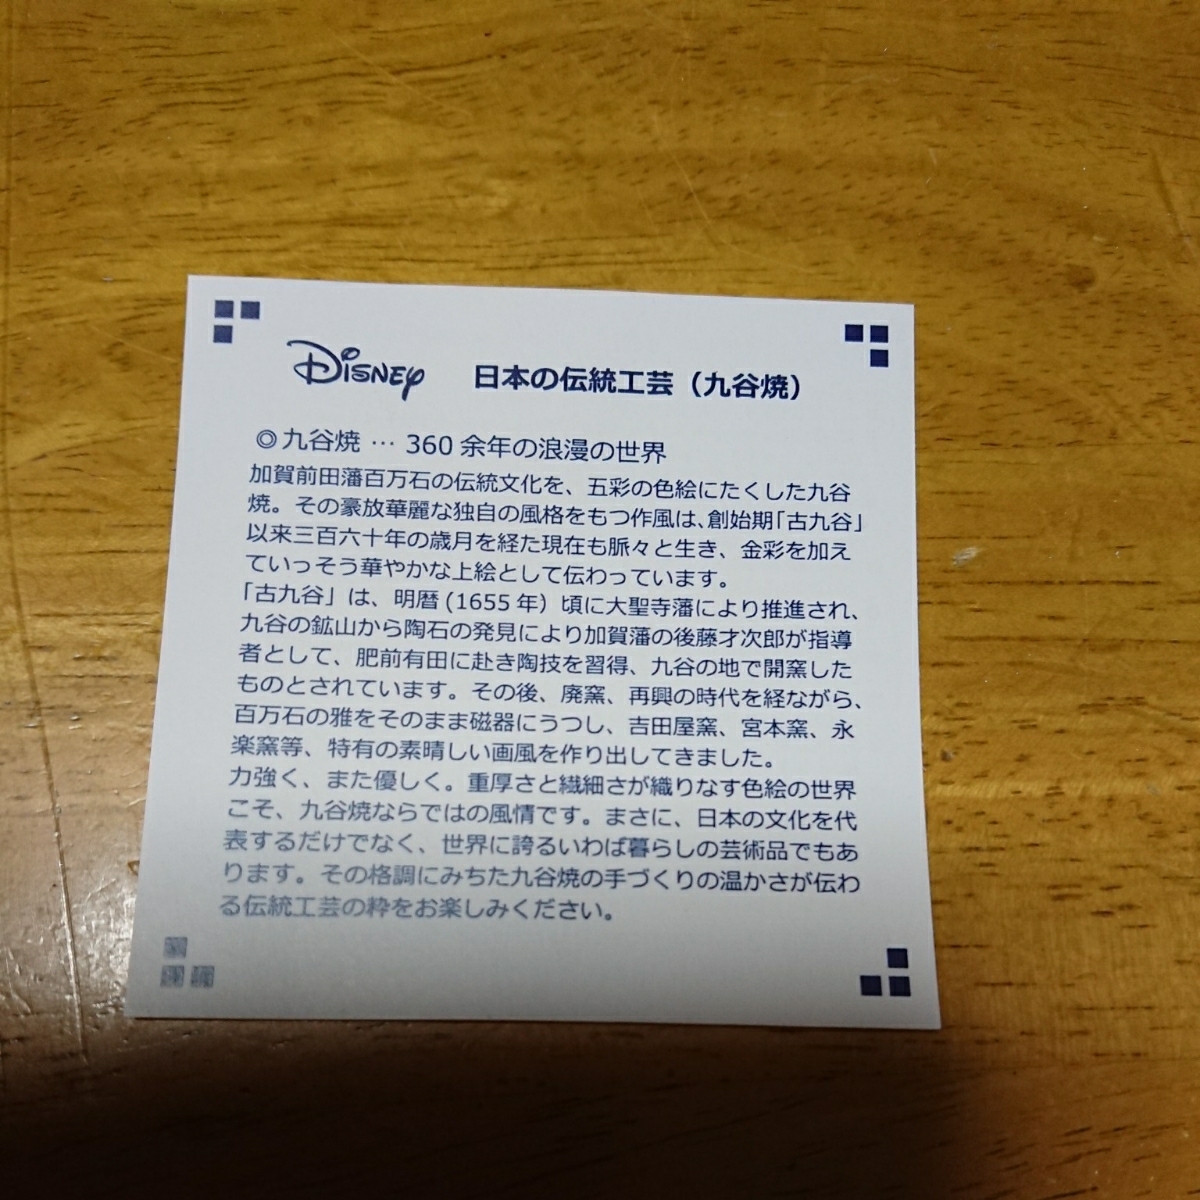 Disney 日本の伝統工芸（九谷焼）
◎九谷焼 … 360 余年の浪漫の世界
加賀前田藩百万石の伝統文化を、五彩の色絵にたくした九谷
焼。その豪放華麗な独自の風格をもつ作風は、創始期「古九谷」
以来三百六十年の歳月を経た現在も脈々と生き、金彩を加え
ていっそう華やかな上絵として伝わっています。
「古九谷」は、明暦 (1655 年）頃に大聖寺藩により推進され、
九谷の鉱山から陶石の発見により加賀藩の後藤才次郎が指導
者として、肥前有田に赴き陶技を習得、九谷の地で開窯した
ものとされています。その後、廃窯、再興の時代を経ながら、
百万石の雅をそのまま磁器にうつし、吉田屋窯、宮本窯、永
楽窯等、特有の素晴しい画風を作り出してきました。
力強く、また優しく。重厚さと繊細さが織りなす色絵の世界
こそ、九谷焼ならではの風情です。まさに、日本の文化を代
表するだけでなく、世界に誇るいわば暮らしの芸術品でもあ
ります。その格調にみちた九谷焼の手づくりの温かさが伝わ
る伝統工芸の粋をお楽しみください。